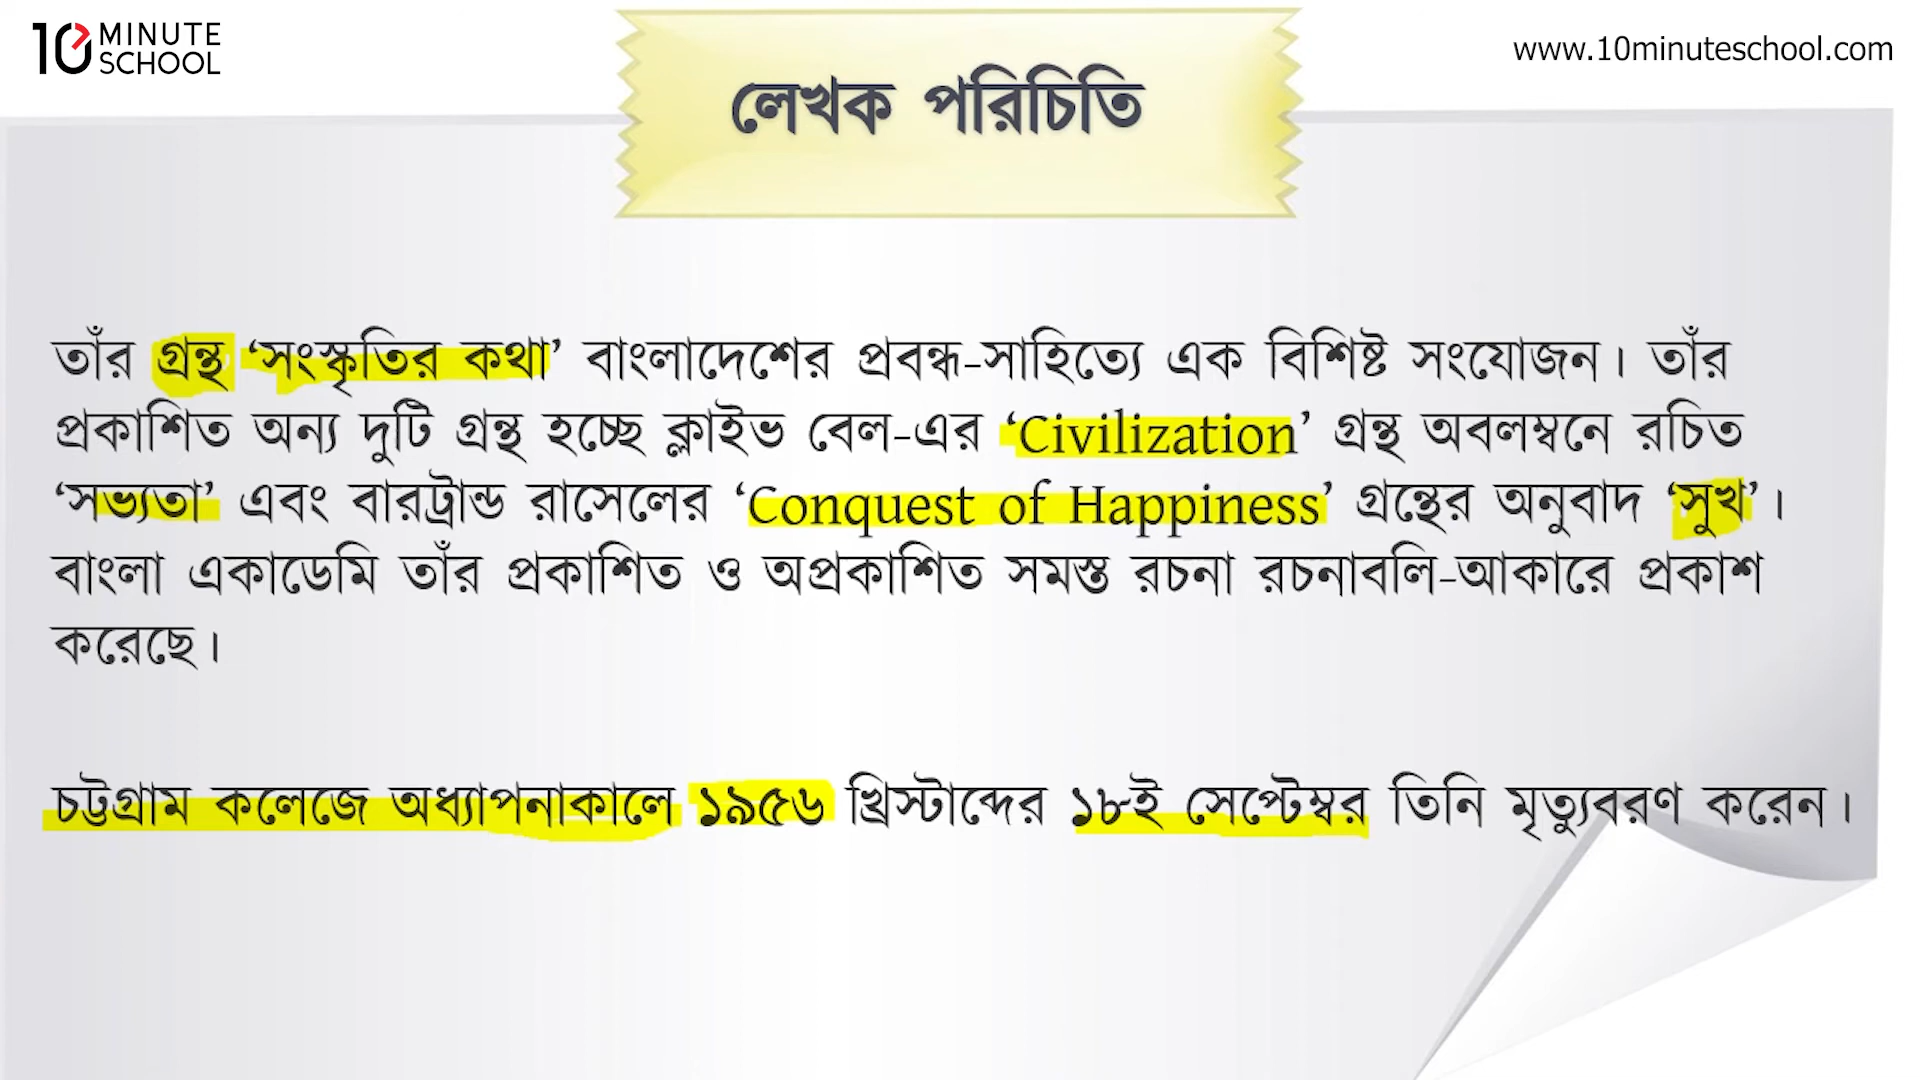 10 MINUTE SCHOOL
www.10minuteschool.com
লেখক পরিচিতি
তাঁর গ্রন্থ ‘সংস্কৃতির কথা’ বাংলাদেশের প্রবন্ধ-সাহিত্যে এক বিশিষ্ট সংযোজন। তাঁর
প্রকাশিত অন্য দুটি গ্রন্থ হচ্ছে ক্লাইভ বেল-এর ‘Civilization’ গ্রন্থ অবলম্বনে রচিত
‘সভ্যতা’ এবং বারট্রান্ড রাসেলের ‘Conquest of Happiness’ গ্রন্থের অনুবাদ ‘সুখ’।
বাংলা একাডেমি তাঁর প্রকাশিত ও অপ্রকাশিত সমস্ত রচনা রচনাবলি-আকারে প্রকাশ
করেছে।
চট্টগ্রাম কলেজে অধ্যাপনাকালে ১৯৫৬ খ্রিস্টাব্দের ১৮ই সেপ্টেম্বর তিনি মৃত্যুবরণ করেন।